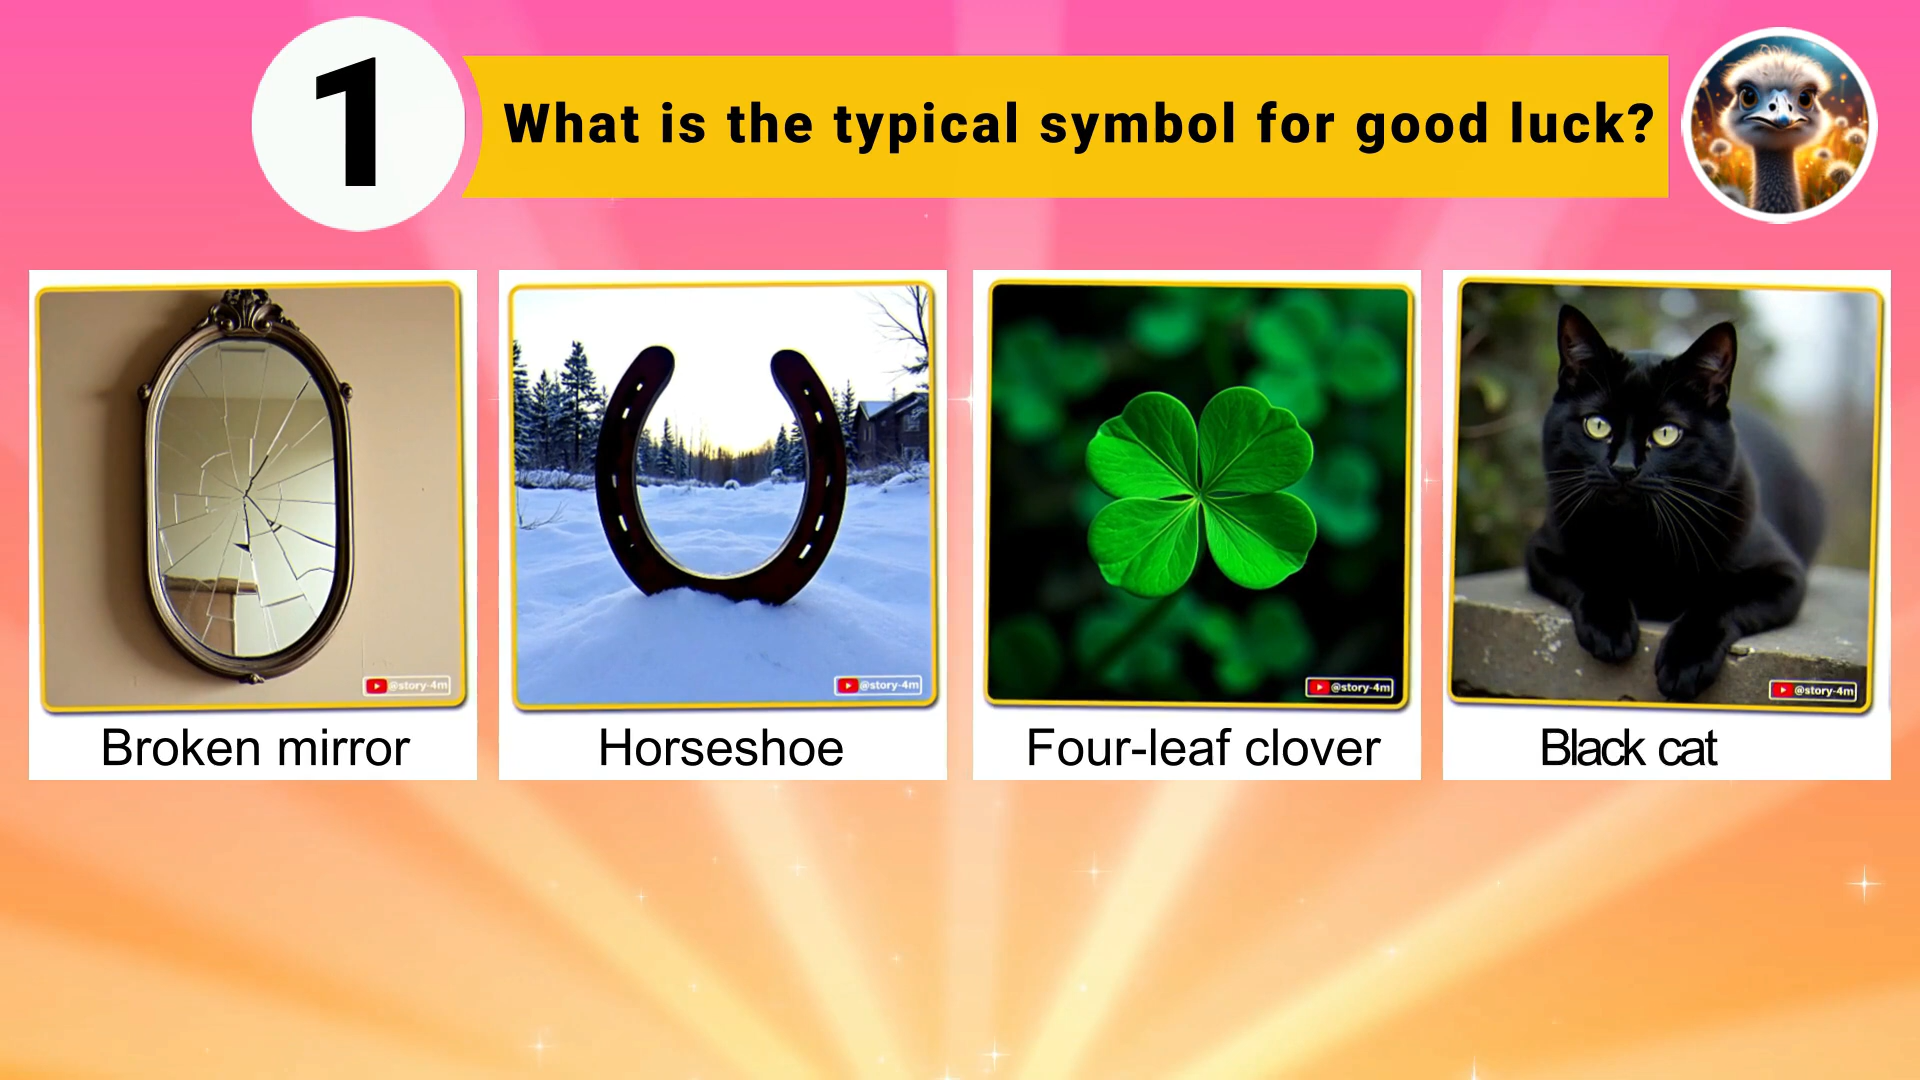 1
What is the typical symbol for good luck?
@story-4m
@story-4m
@story-4m
@story-4m
Broken mirror
Horseshoe
Four-leaf clover
Black cat